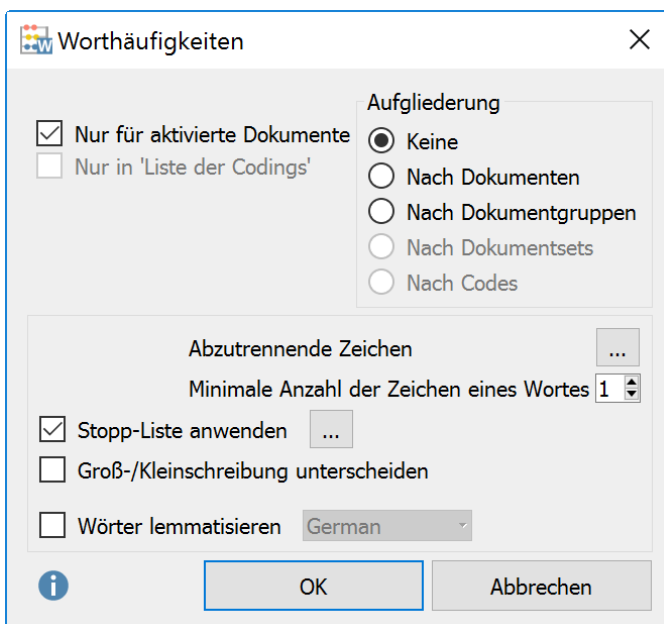 Worthäufigkeiten
Aufgliederung
Nur für aktivierte Dokumente
Nur in 'Liste der Codings'
Keine
Nach Dokumenten
Nach Dokumentgruppen
Nach Dokumentsets
Nach Codes
Abzutrennende Zeichen ...
Minimale Anzahl der Zeichen eines Wortes 1
Stopp-Liste anwenden ...
Groß-/Kleinschreibung unterscheiden
Wörter lemmatisieren German
OK Abbrechen